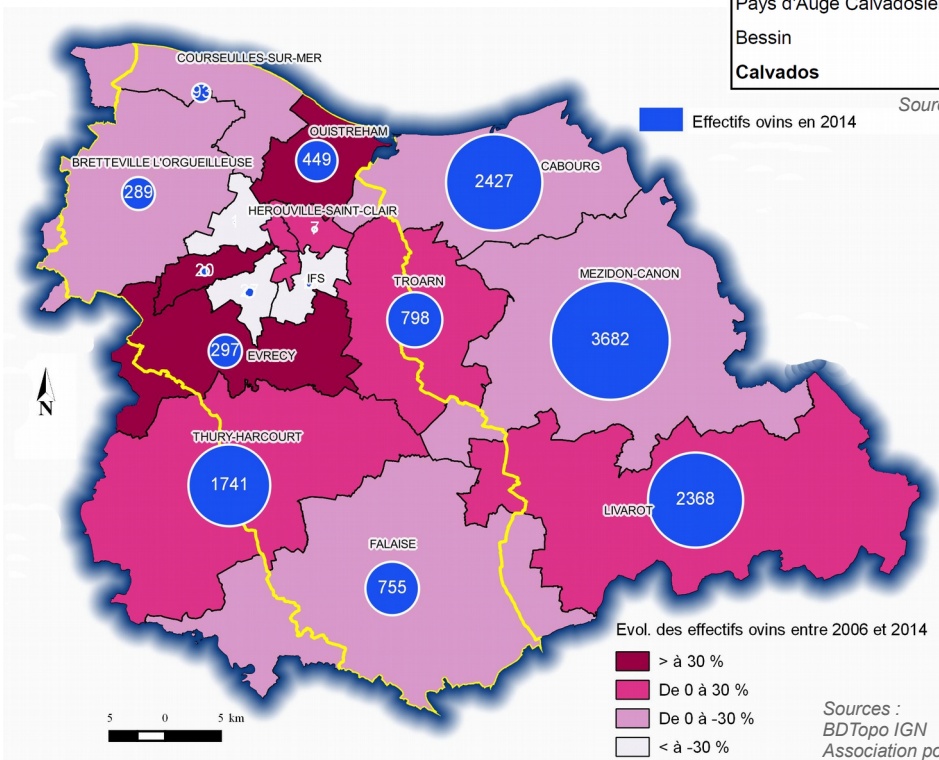 Pays d'Auge Calvadosie
Bessin
Calvados
Sourc
Effectifs ovins en 2014
COURSEULLES-SUR-MER
93
OUISTREHAM
449
BRETTEVILLE L'ORGUEILLEUSE
289
CABOURG
2427
HEROUVILLE-SAINT-CLAIR
7
IFS
TROARN
798
MEZIDON-CANON
3682
297
EVRECY
THURY-HARCOURT
1741
LIVAROT
2368
FALAISE
755
N
Evol. des effectifs ovins entre 2006 et 2014
> à 30 %
De 0 à 30 %
De 0 à -30 %
< à -30 %
5 0 5 km
Sources :
BDTopo IGN
Association po